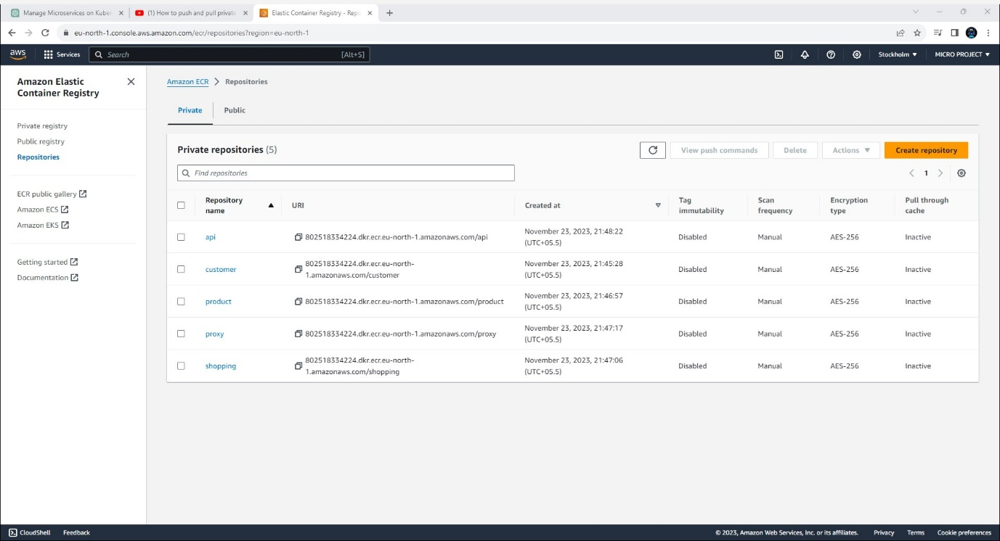 Manage Microservices on Kuber
(1) How to push and pull private
Elastic Container Registry - Repo
eu-north-1.console.aws.amazon.com/ecr/repositories?region=eu-north-1
aws Services Search [Alt+S] Stockholm MICRO PROJECT
Amazon Elastic
Container Registry
Private registry
Public registry
Repositories
ECR public gallery
Amazon ECS
Amazon EKS
Getting started
Documentation
Amazon ECR > Repositories
Private Public
Private repositories (5) View push commands Delete Actions Create repository
Find repositories 1
Repository
name
URI
Created at
Tag
immutability
Scan
frequency
Encryption
type
Pull through
cache
api
802518334224.dkr.ecr.eu-north-1.amazonaws.com/api
November 23, 2023, 21:48:22
(UTC+05.5)
Disabled Manual AES-256 Inactive
customer
802518334224.dkr.ecr.eu-north-
1.amazonaws.com/customer
November 23, 2023, 21:45:28
(UTC+05.5)
Disabled Manual AES-256 Inactive
product
802518334224.dkr.ecr.eu-north-1.amazonaws.com/product
November 23, 2023, 21:46:57
(UTC+05.5)
Disabled Manual AES-256 Inactive
proxy
802518334224.dkr.ecr.eu-north-1.amazonaws.com/proxy
November 23, 2023, 21:47:17
(UTC+05.5)
Disabled Manual AES-256 Inactive
shopping
802518334224.dkr.ecr.eu-north-
1.amazonaws.com/shopping
November 23, 2023, 21:47:06
(UTC+05.5)
Disabled Manual AES-256 Inactive
CloudShell Feedback © 2023, Amazon Web Services, Inc. or its affiliates. Privacy Terms Cookie preferences